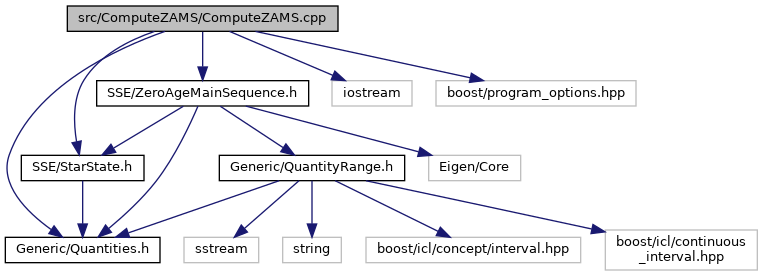 src/ComputeZAMS/ComputeZAMS.cpp
SSE/ZeroAgeMainSequence.h
iostream
boost/program_options.hpp
SSE/StarState.h
Generic/QuantityRange.h
Eigen/Core
Generic/Quantities.h
sstream
string
boost/icl/concept/interval.hpp
boost/icl/continuous
_interval.hpp